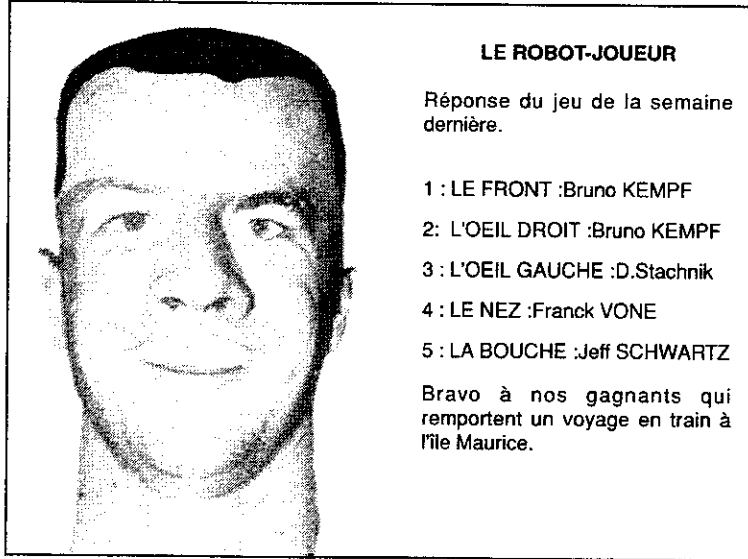 LE ROBOT-JOUEUR
Réponse du jeu de la semaine
dernière.
1 : LE FRONT :Bruno KEMPF
2: L'OEIL DROIT :Bruno KEMPF
3 : L'OEIL GAUCHE :D.Stachnik
4 : LE NEZ :Franck VONE
5 : LA BOUCHE :Jeff SCHWARTZ
Bravo à nos gagnants qui
remportent un voyage en train à
l'île Maurice.